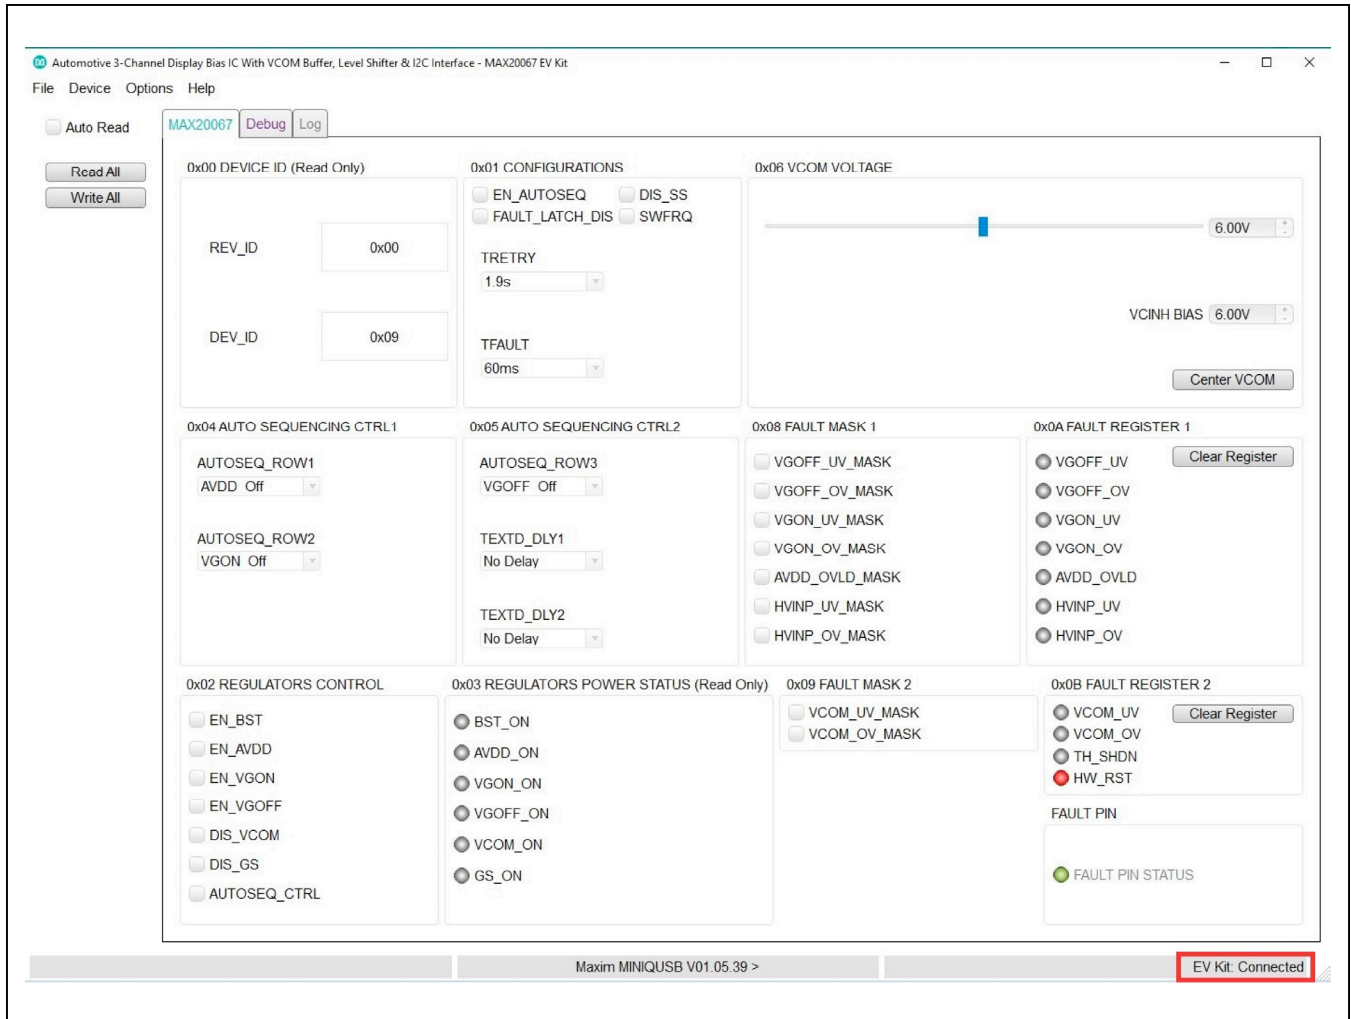 Automotive 3-Channel Display Bias IC With VCOM Buffer, Level Shifter & I2C Interface - MAX20067 EV Kit
File Device Options Help
Auto Read
MAX20067 Debug Log
Read All
Write All
0x00 DEVICE ID (Read Only)
REV_ID 0x00
DEV_ID 0x09
0x01 CONFIGURATIONS
EN_AUTOSEQ DIS_SS
FAULT_LATCH_DIS SWFRQ
TRETRY
1.9s
TFAULT
60ms
0x06 VCOM VOLTAGE
6.00V
VCINH BIAS 6.00V
Center VCOM
0x04 AUTO SEQUENCING CTRL1
AUTOSEQ_ROW1
AVDD Off
AUTOSEQ_ROW2
VGON Off
0x05 AUTO SEQUENCING CTRL2
AUTOSEQ_ROW3
VGOFF Off
TEXTD_DLY1
No Delay
TEXTD_DLY2
No Delay
0x08 FAULT MASK 1
VGOFF_UV_MASK
VGOFF_OV_MASK
VGON_UV_MASK
VGON_OV_MASK
AVDD_OVLD_MASK
HVINP_UV_MASK
HVINP_OV_MASK
0x0A FAULT REGISTER 1
Clear Register
VGOFF_UV
VGOFF_OV
VGON_UV
VGON_OV
AVDD_OVLD
HVINP_UV
HVINP_OV
0x02 REGULATORS CONTROL
EN_BST
EN_AVDD
EN_VGON
EN_VGOFF
DIS_VCOM
DIS_GS
AUTOSEQ_CTRL
0x03 REGULATORS POWER STATUS (Read Only)
BST_ON
AVDD_ON
VGON_ON
VGOFF_ON
VCOM_ON
GS_ON
0x09 FAULT MASK 2
VCOM_UV_MASK
VCOM_OV_MASK
0x0B FAULT REGISTER 2
Clear Register
VCOM_UV
VCOM_OV
TH_SHDN
HW_RST
FAULT PIN
FAULT PIN STATUS
Maxim MINIQUSB V01.05.39 >
EV Kit: Connected